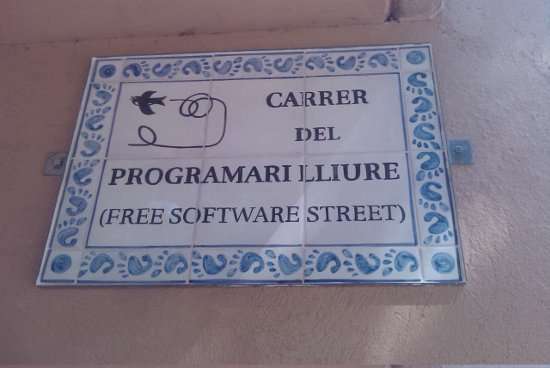 CARRER
DEL
PROGRAMARI LLIURE
(FREE SOFTWARE STREET)